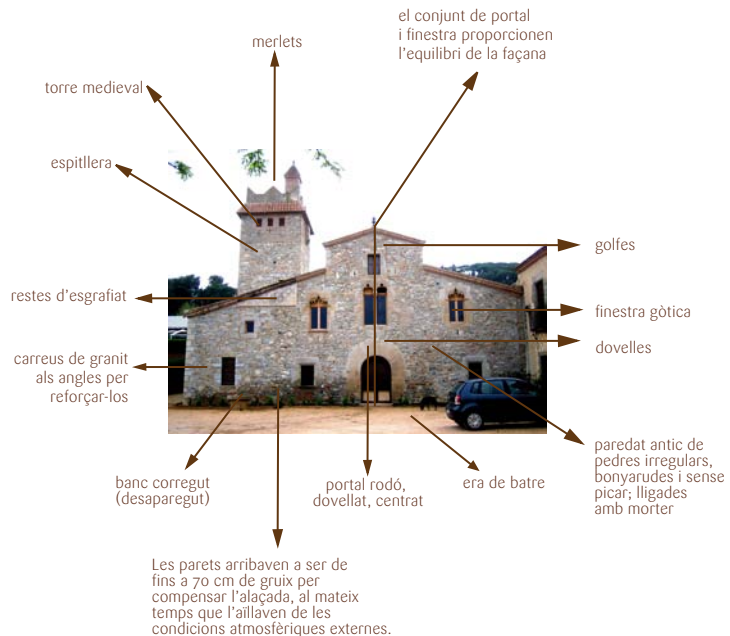 el conjunt de portal
i finestra proporcionen
l'equilibri de la façana
merlets
torre medieval
espitllera
golfes
restes d'esgrafiat
finestra gòtica
dovelles
carreus de granit
als angles per
reforçar-los
paredat antic de
pedres irregulars,
bonyarudes i sense
picar; lligades
amb morter
banc corregut
(desaparegut)
portal rodó,
dovellat, centrat
era de batre
Les parets arribaven a ser de
fins a 70 cm de gruix per
compensar l'alaçada, al mateix
temps que l'aïllaven de les
condicions atmosfèriques externes.